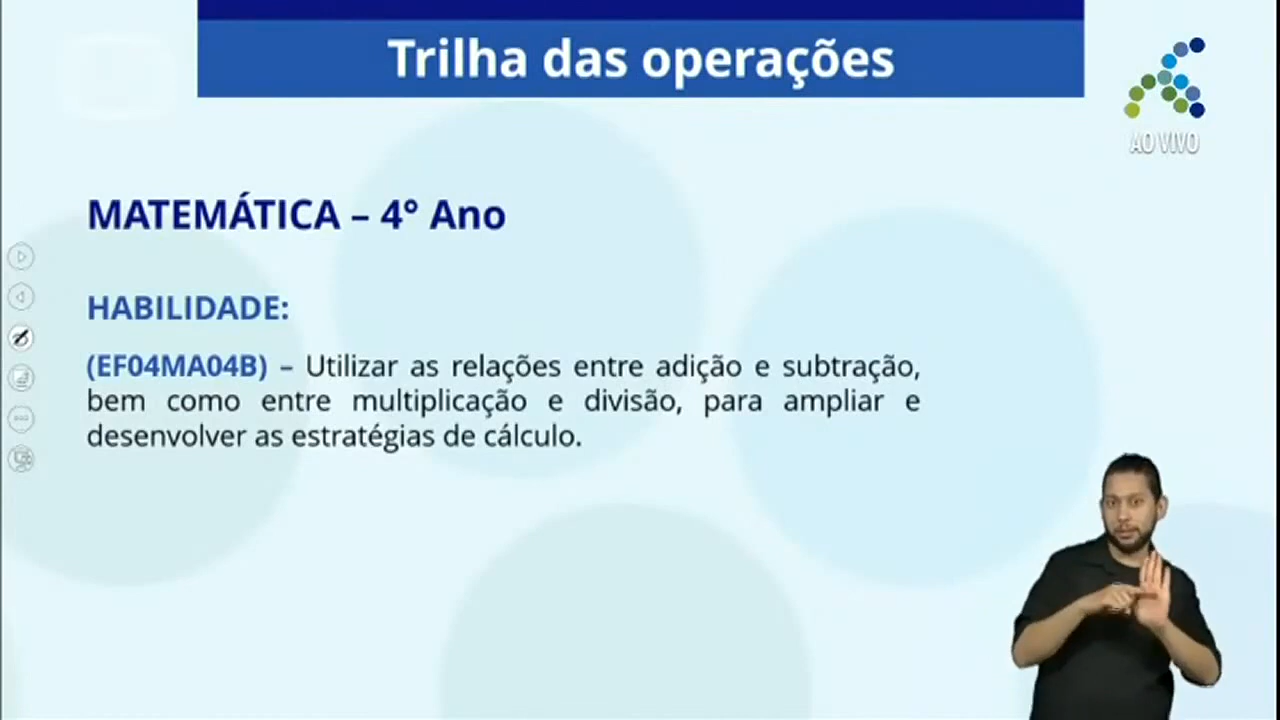 Trilha das operações
AO VIVO
MATEMÁTICA – 4° Ano
HABILIDADE:
(EF04MA04B) – Utilizar as relações entre adição e subtração,
bem como entre multiplicação e divisão, para ampliar e
desenvolver as estratégias de cálculo.